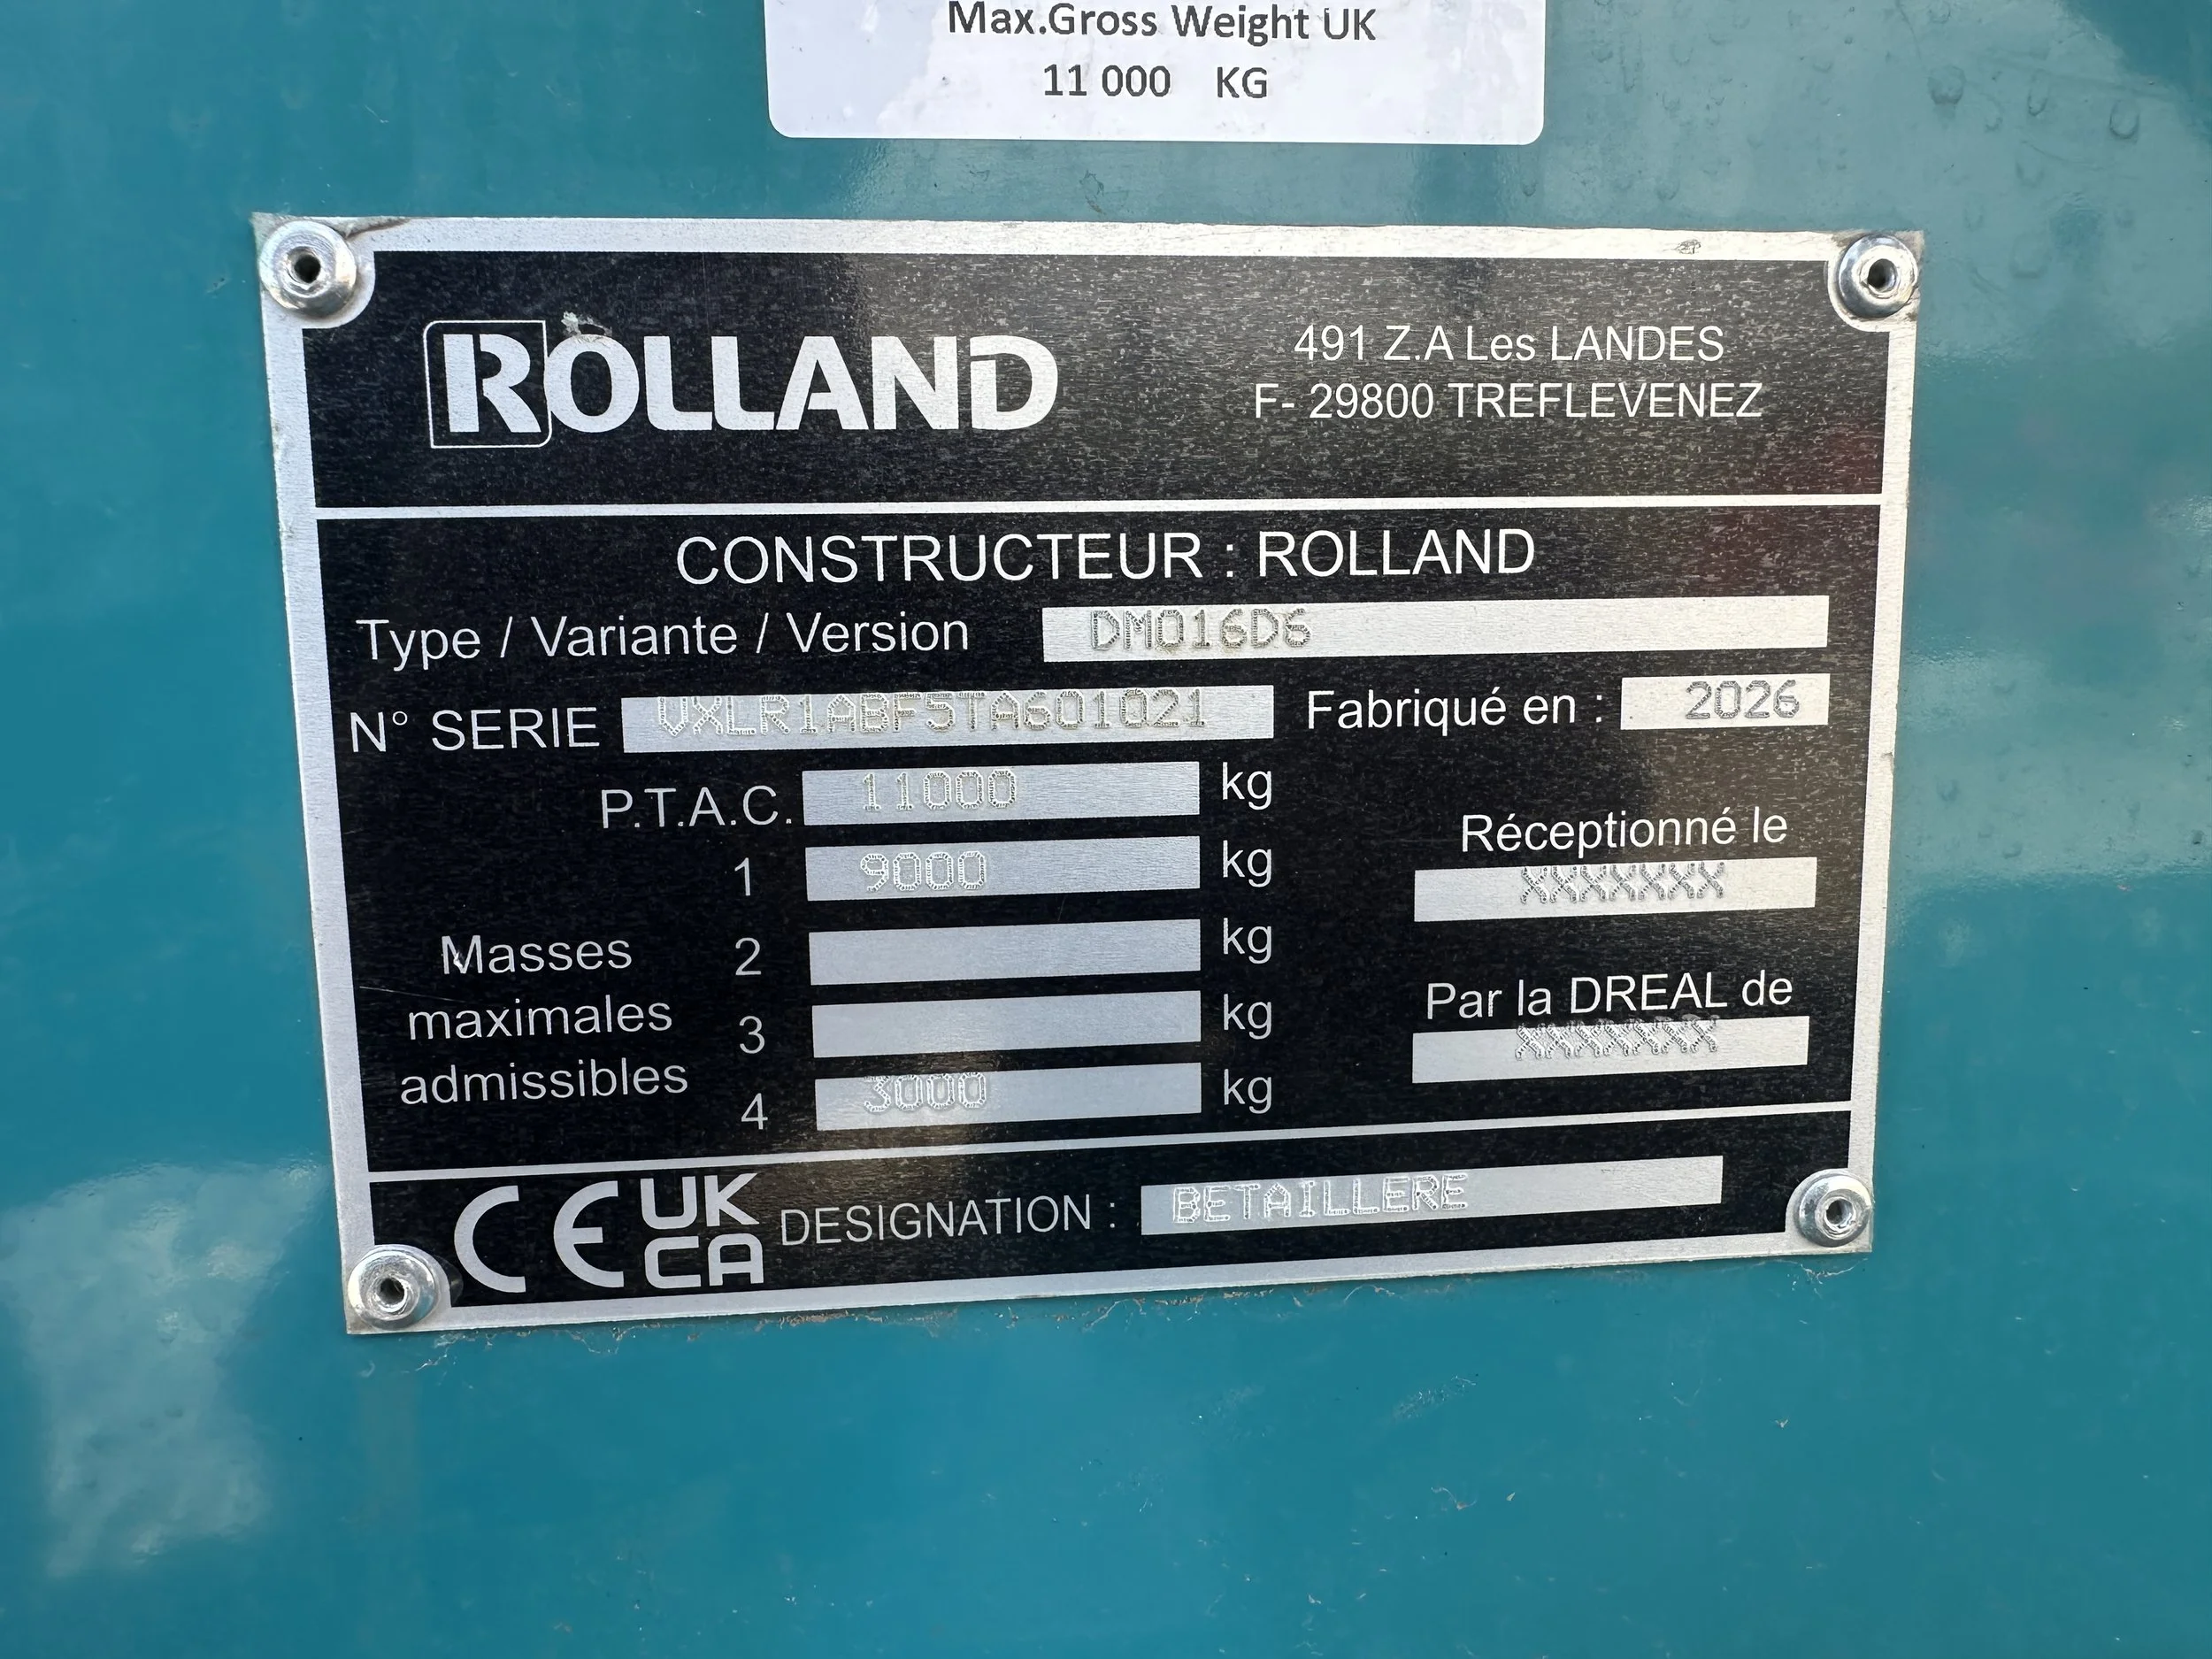 Max.Gross Weight UK
11 000 KG
ROLLAND
491 Z.A Les LANDES
F- 29800 TREFLEVENEZ
CONSTRUCTEUR : ROLLAND
Type / Variante / Version DM016D6
N° SERIE VXLR1ABF5TA601021 Fabriqué en : 2026
P.T.A.C. 11000 kg
1 9000 kg
Réceptionné le
XXXXXXX
Masses maximales admissibles
2 kg
3 kg
4 3000 kg
Par la DREAL de
XXXXXXX
CE UK CA DESIGNATION : BETAILLERE